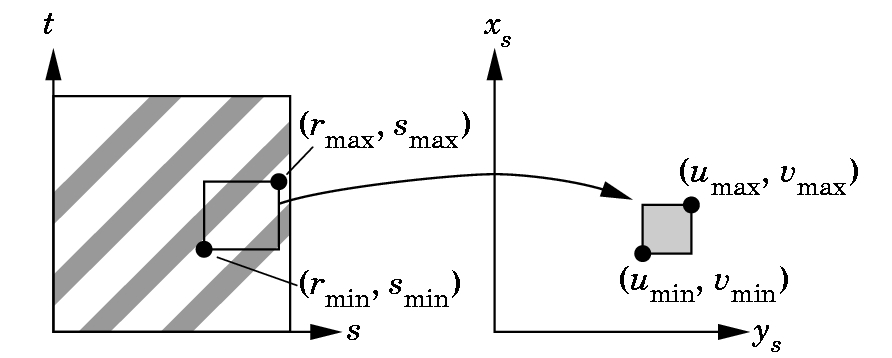 t
x_s
(r_max, s_max)
(u_max, v_max)
(r_min, s_min)
(u_min, v_min)
s
y_s